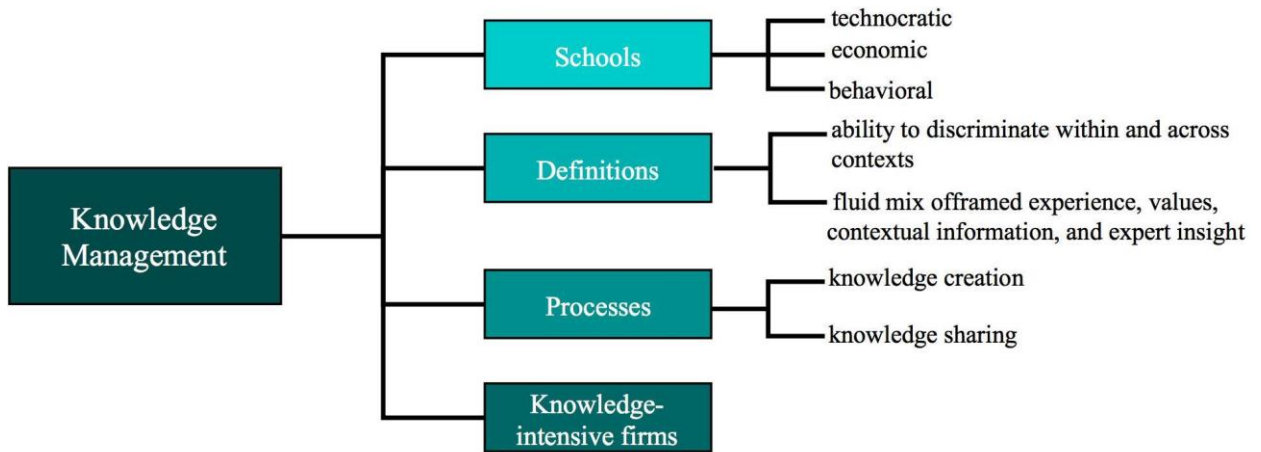 Knowledge
Management
Schools
technocratic
economic
behavioral
Definitions
ability to discriminate within and across
contexts
fluid mix offramed experience, values,
contextual information, and expert insight
Processes
knowledge creation
knowledge sharing
Knowledge-
intensive firms